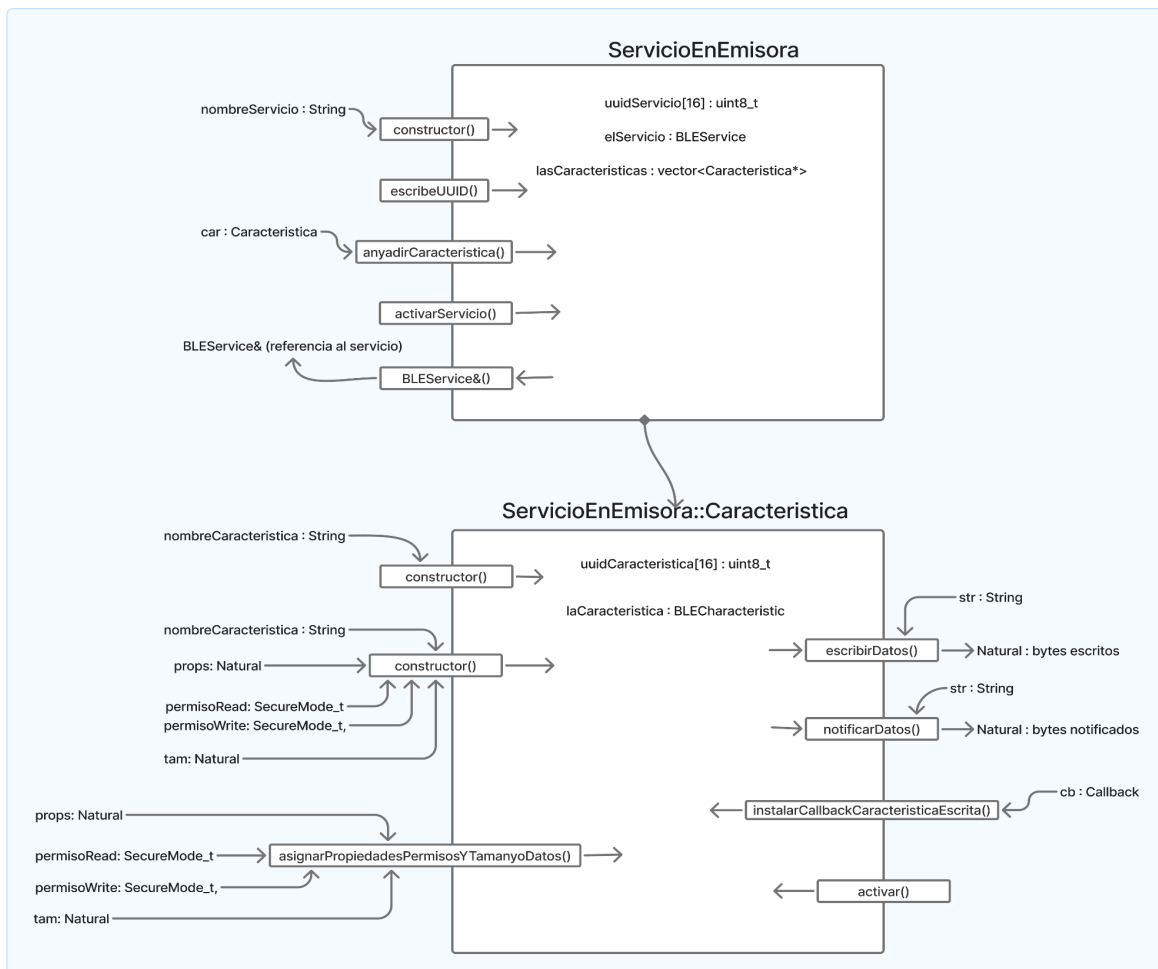 ServicioEnEmisora
uuidServicio[16] : uint8_t
nombreServicio : String
constructor()
elServicio : BLEService
lasCaracteristicas : vector<Caracteristica*>
escribeUUID()
car : Caracteristica
anyadirCaracteristica()
activarServicio()
BLEService& (referencia al servicio)
BLEService&()
ServicioEnEmisora::Caracteristica
nombreCaracteristica : String
uuidCaracteristica[16] : uint8_t
constructor()
laCaracteristica : BLECharacteristic
str : String
nombreCaracteristica : String
escribirDatos()
Natural : bytes escritos
props: Natural
constructor()
str : String
permisoRead: SecureMode_t
permisoWrite: SecureMode_t,
notificarDatos()
Natural : bytes notificados
tam: Natural
cb : Callback
instalarCallbackCaracteristicaEscrita()
props: Natural
permisoRead: SecureMode_t
asignarPropiedadesPermisosYTamanyoDatos()
permisoWrite: SecureMode_t,
activar()
tam: Natural